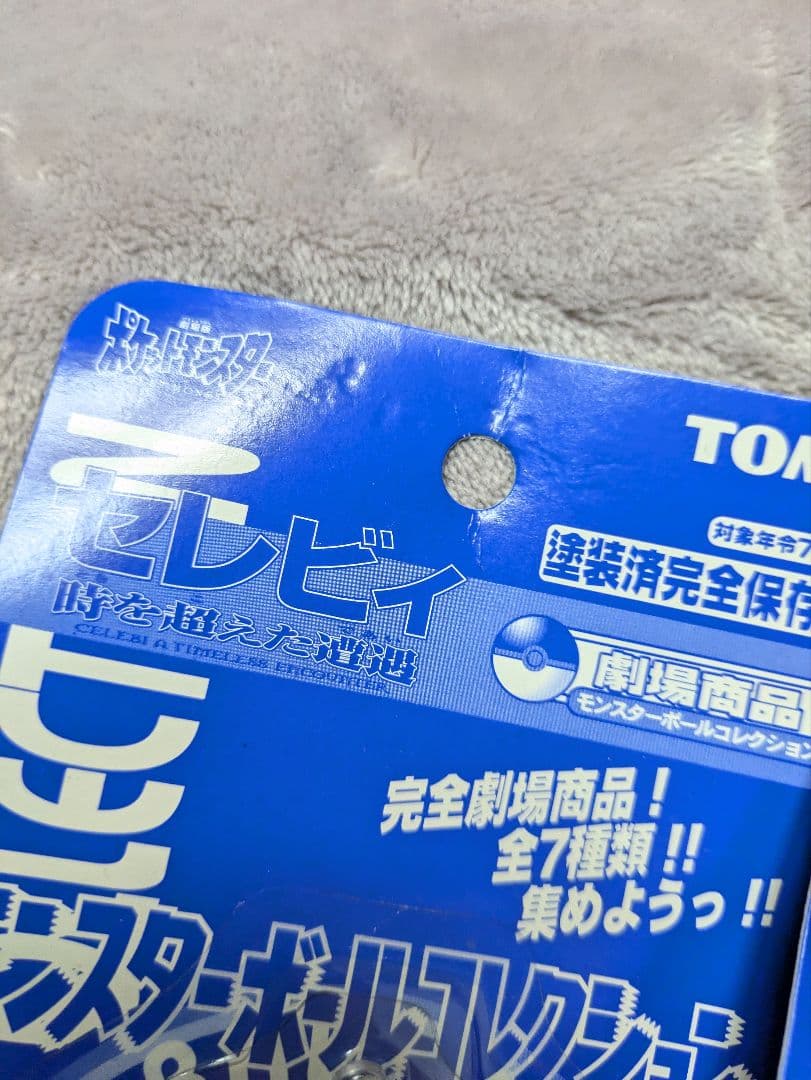 劇場版
ポケットモンスター
セレビィ
時を超えた遭遇
CELEBI A TIMELESS ENCOUNTER
TOM
対象年令7
塗装済完全保存
劇場商品
モンスターボールコレクション
完全劇場商品!
全7種類!!
集めようっ!!
ンスターボールコレクション